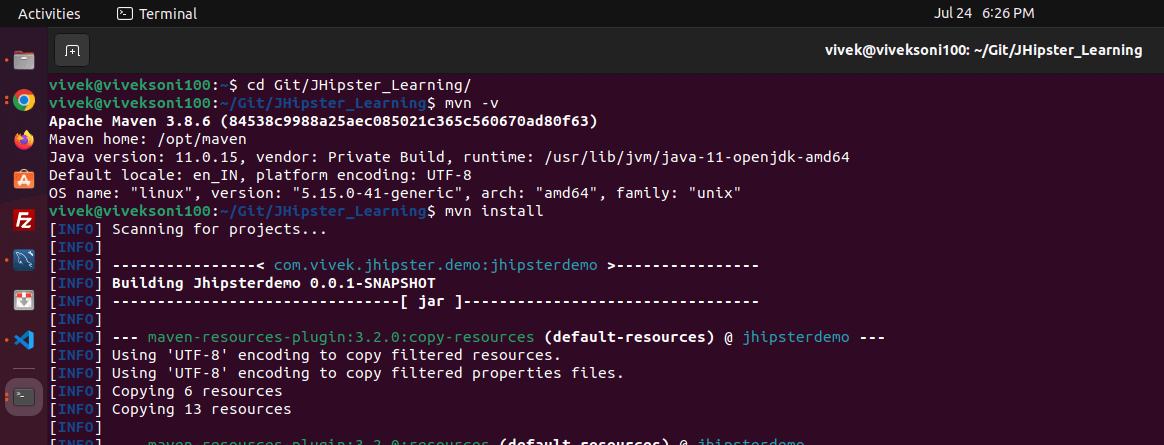 Activities
Terminal
Jul 24 6:26 PM
vivek@viveksoni100: ~/Git/JHipster_Learning
vivek@viveksoni100:~$ cd Git/JHipster_Learning/
vivek@viveksoni100:~/Git/JHipster_Learning$ mvn -v
Apache Maven 3.8.6 (84538c9988a25aec085021c365c560670ad80f63)
Maven home: /opt/maven
Java version: 11.0.15, vendor: Private Build, runtime: /usr/lib/jvm/java-11-openjdk-amd64
Default locale: en_IN, platform encoding: UTF-8
OS name: "linux", version: "5.15.0-41-generic", arch: "amd64", family: "unix"
vivek@viveksoni100:~/Git/JHipster_Learning$ mvn install
[INFO] Scanning for projects...
[INFO]
[INFO] ----------------< com.vivek.jhipster.demo:jhipsterdemo >----------------
[INFO] Building Jhipsterdemo 0.0.1-SNAPSHOT
[INFO] --------------------------------[ jar ]---------------------------------
[INFO]
[INFO] --- maven-resources-plugin:3.2.0:copy-resources (default-resources) @ jhipsterdemo ---
[INFO] Using 'UTF-8' encoding to copy filtered resources.
[INFO] Using 'UTF-8' encoding to copy filtered properties files.
[INFO] Copying 6 resources
[INFO] Copying 13 resources
[INFO]
[INFO] --- maven-resources-plugin:3.2.0:resources (default-resources) @ jhipsterdemo